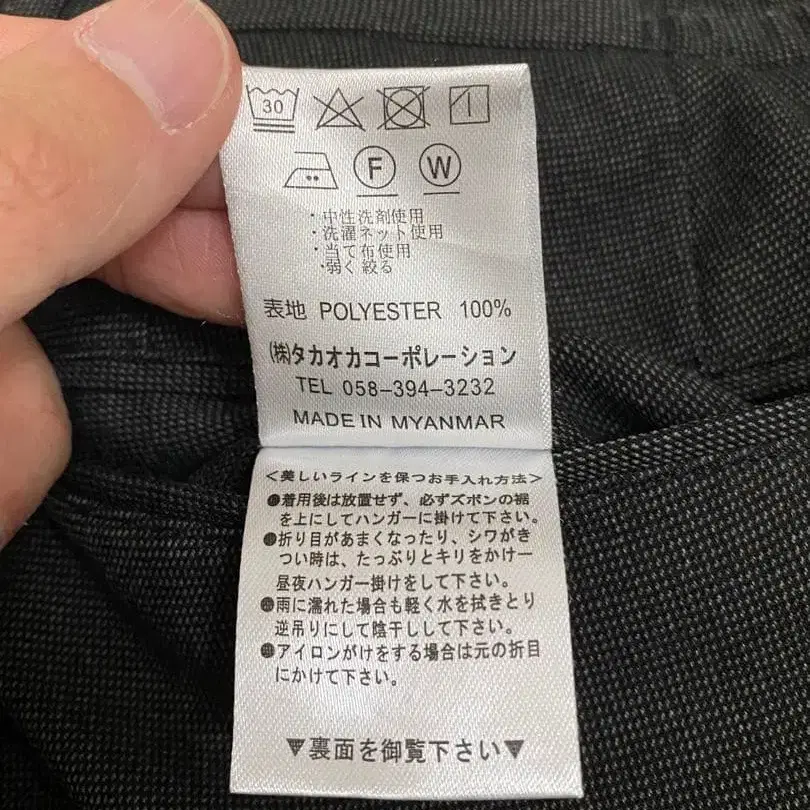 30
F W
・中性洗剤使用
・洗濯ネット使用
・当て布使用
・弱く絞る
表地 POLYESTER 100%
(株)タカオカコーポレーション
TEL 058-394-3232
MADE IN MYANMAR
<美しいラインを保つお手入れ方法>
●着用後は放置せず、必ずズボンの裾
を上にしてハンガーに掛けて下さい。
●折り目があまくなったり、シワがき
つい時は、たっぷりとキリをかけ一
昼夜ハンガー掛けをして下さい。
●雨に濡れた場合も軽く水を拭きとり
逆吊りにして陰干しして下さい。
●アイロンがけをする場合は元の折目
にかけて下さい。
▼裏面を御覧下さい▼